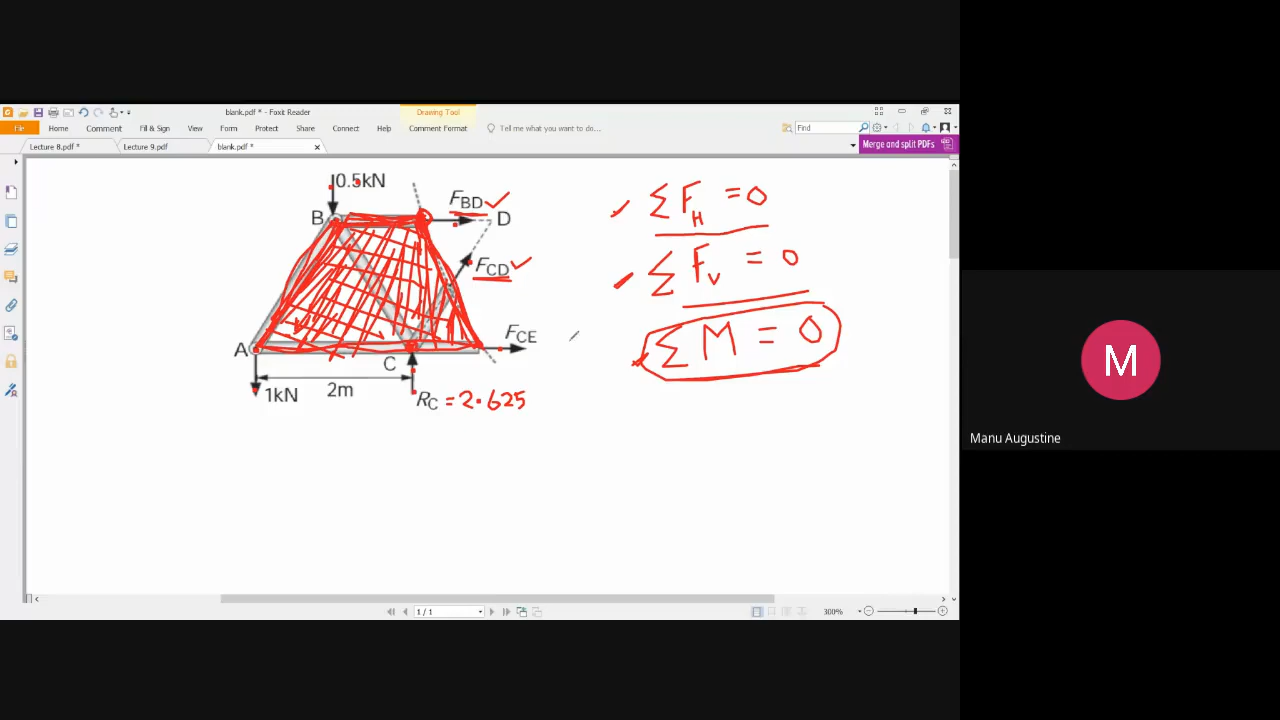 blank.pdf * - Foxit Reader
Drawing Tool
File Home Comment Fill & Sign View Form Protect Share Connect Help Comment Format Tell me what you want to do... Find
Lecture 8.pdf * Lecture 9.pdf blank.pdf * Merge and split PDFs
0.5kN
F_BD
B D
F_CD
F_CE
A C
1kN 2m
R_C = 2.625
Σ F_H = 0
Σ F_V = 0
Σ M = 0
M
Manu Augustine
1 / 1 300%